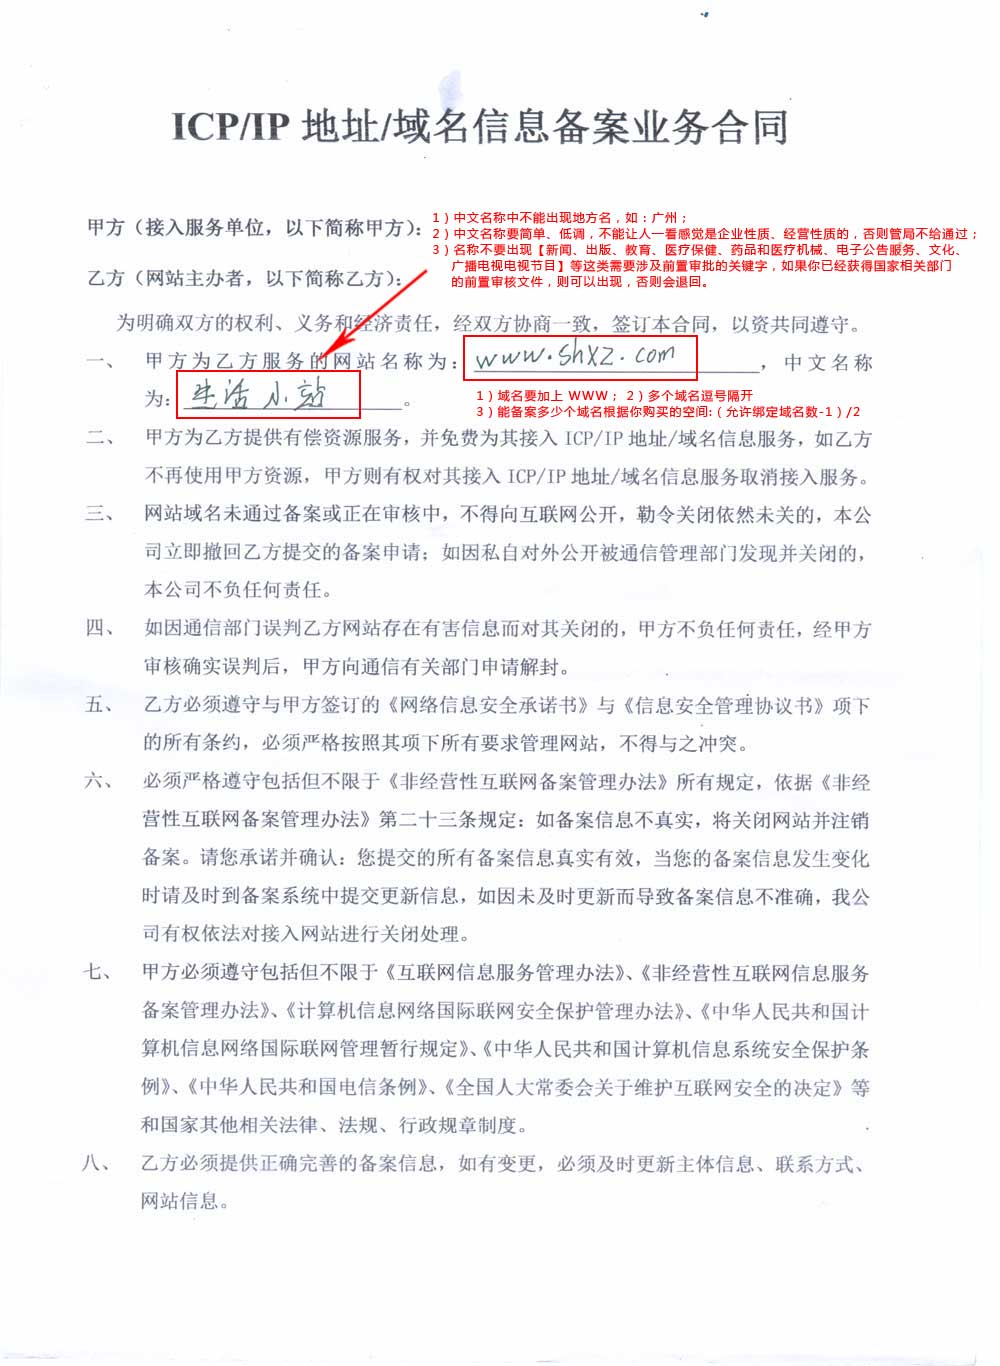 ICP/IP 地址/域名信息备案业务合同
甲方（接入服务单位，以下简称甲方）：
1）中文名称中不能出现地方名，如：广州；
2）中文名称要简单、低调，不能让人一看感觉是企业性质、经营性质的，否则管局不给通过；
3）名称不要出现【新闻、出版、教育、医疗保健、药品和医疗机械、电子公告服务、文化、
广播电视电视节目】等这类需要涉及前置审批的关键字，如果你已经获得国家相关部门
的前置审核文件，则可以出现，否则会退回。
乙方（网站主办者，以下简称乙方）：
为明确双方的权利、义务和经济责任，经双方协商一致，签订本合同，以资共同遵守。
一、 甲方为乙方服务的网站名称为：www.shxz.com，中文名称
为：生活小站。
1）域名要加上 WWW； 2）多个域名逗号隔开
3）能备案多少个域名根据你购买的空间:（允许绑定域名数-1）/2
二、 甲方为乙方提供有偿资源服务，并免费为其接入 ICP/IP 地址/域名信息服务，如乙方
不再使用甲方资源，甲方则有权对其接入 ICP/IP 地址/域名信息服务取消接入服务。
三、 网站域名未通过备案或正在审核中，不得向互联网公开，勒令关闭依然未关的，本公
司立即撤回乙方提交的备案申请；如因私自对外公开被通信管理部门发现并关闭的，
本公司不负任何责任。
四、 如因通信部门误判乙方网站存在有害信息而对其关闭的，甲方不负任何责任，经甲方
审核确实误判后，甲方向通信有关部门申请解封。
五、 乙方必须遵守与甲方签订的《网络信息安全承诺书》与《信息安全管理协议书》项下
的所有条约，必须严格按照其项下所有要求管理网站，不得与之冲突。
六、 必须严格遵守包括但不限于《非经营性互联网备案管理办法》所有规定，依据《非经
营性互联网备案管理办法》第二十三条规定：如备案信息不真实，将关闭网站并注销
备案。请您承诺并确认：您提交的所有备案信息真实有效，当您的备案信息发生变化
时请及时到备案系统中提交更新信息，如因未及时更新而导致备案信息不准确，我公
司有权依法对接入网站进行关闭处理。
七、 甲方必须遵守包括但不限于《互联网信息服务管理办法》、《非经营性互联网信息服务
备案管理办法》、《计算机信息网络国际联网安全保护管理办法》、《中华人民共和国计
算机信息网络国际联网管理暂行规定》、《中华人民共和国计算机信息系统安全保护条
例》、《中华人民共和国电信条例》、《全国人大常委会关于维护互联网安全的决定》等
和国家其他相关法律、法规、行政规章制度。
八、 乙方必须提供正确完善的备案信息，如有变更，必须及时更新主体信息、联系方式、
网站信息。